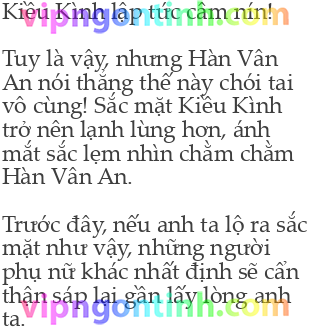 Kiều Kình lập tức câm nín!
Tuy là vậy, nhưng Hàn Vân
An nói thẳng thế này chói tai
vô cùng! Sắc mặt Kiều Kình
trở nên lạnh lùng hơn, ánh
mắt sắc lẹm nhìn chằm chằm
Hàn Vân An.
Trước đây, nếu anh ta lộ ra sắc
mặt như vậy, những người
phụ nữ khác nhất định sẽ cẩn
thận sáp lại gần lấy lòng anh
ta.
vipngontinh.com
vipngontinh.com